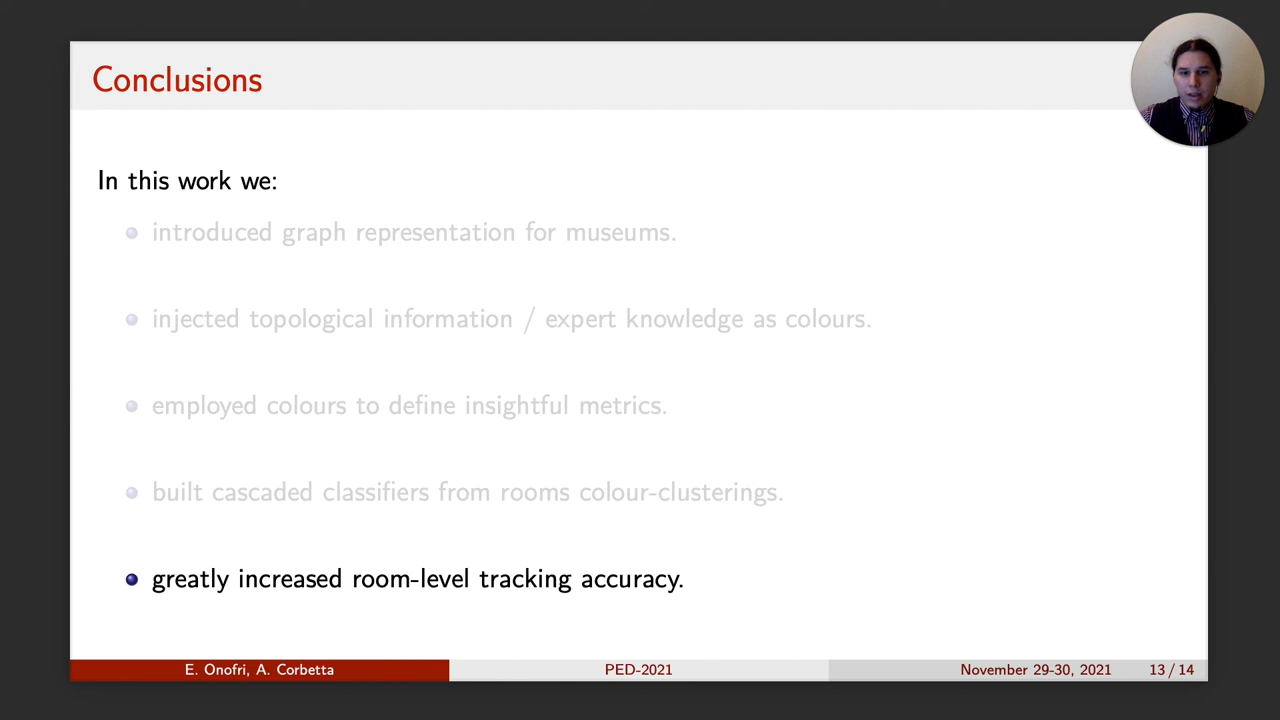 Conclusions
In this work we:
introduced graph representation for museums.
injected topological information / expert knowledge as colours.
employed colours to define insightful metrics.
built cascaded classifiers from rooms colour-clusterings.
greatly increased room-level tracking accuracy.
E. Onofri, A. Corbetta PED-2021 November 29-30, 2021 13 / 14